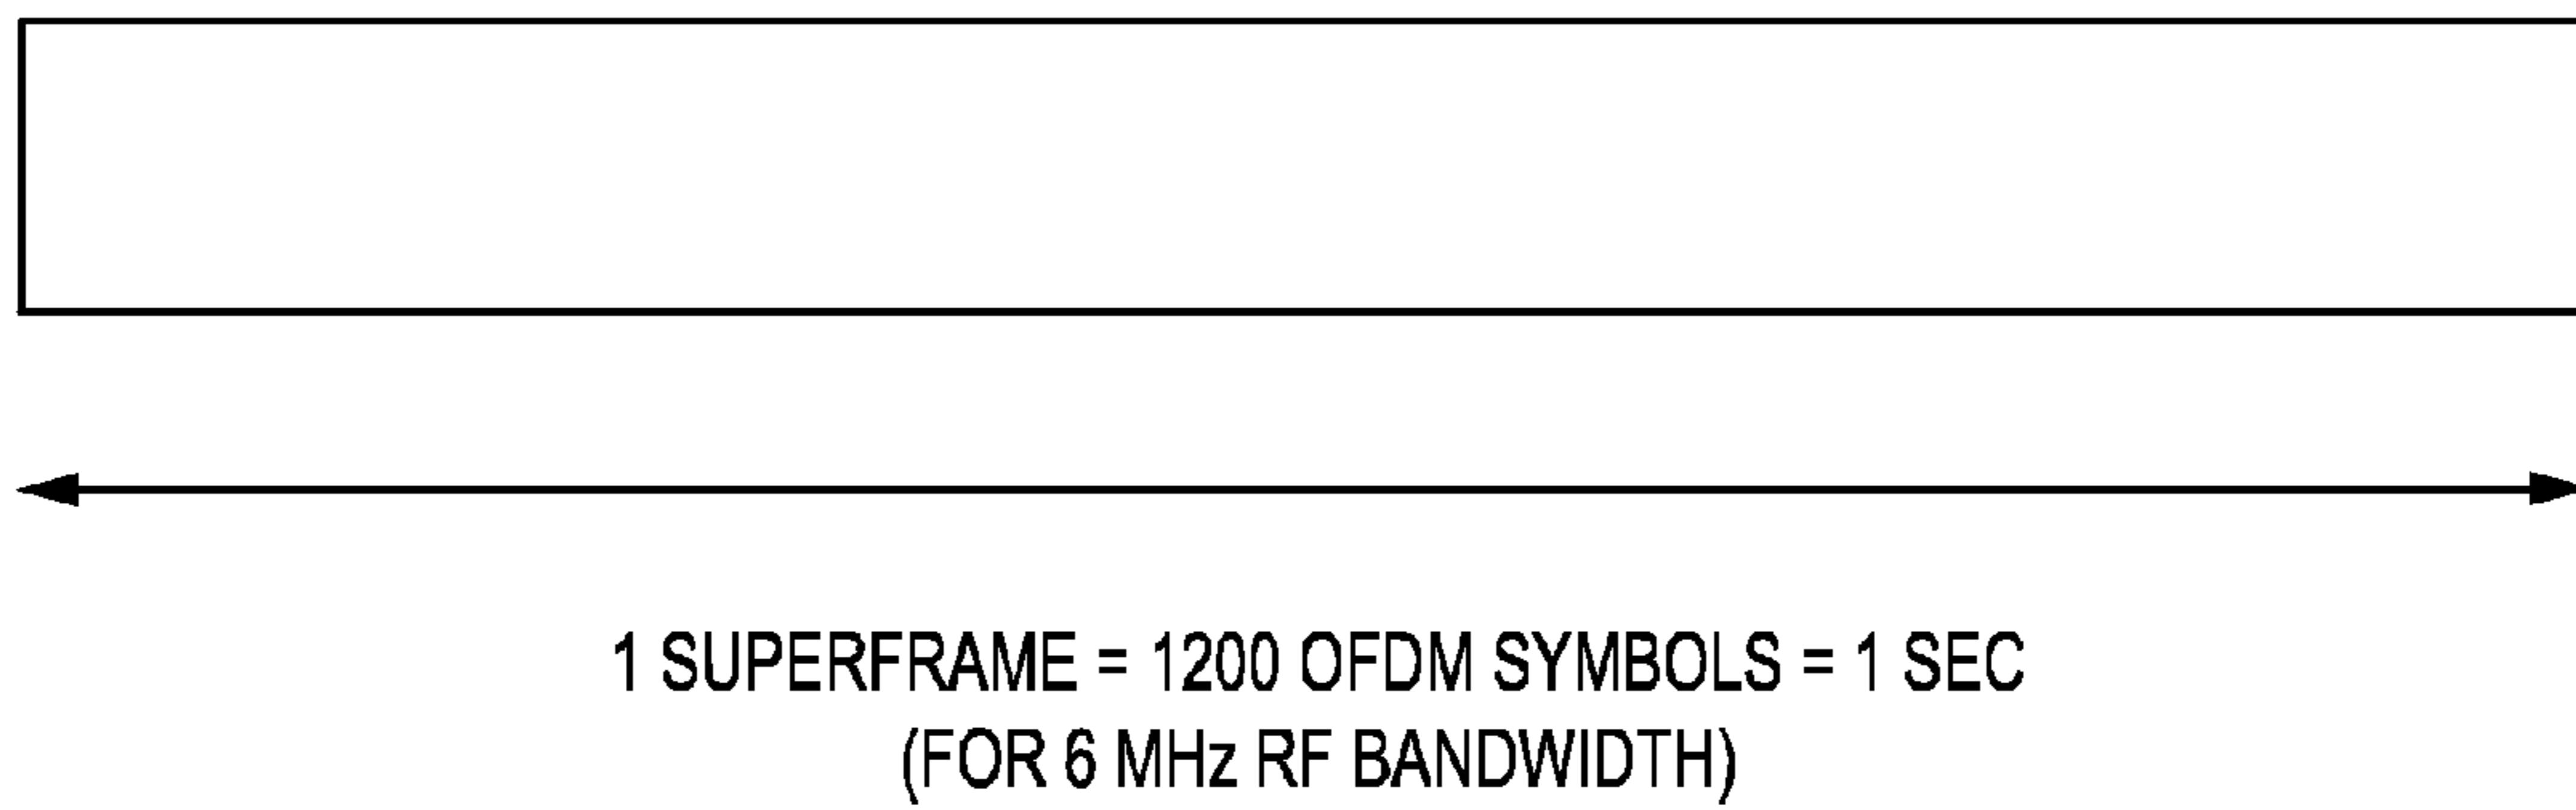 1 SUPERFRAME = 1200 OFDM SYMBOLS = 1 SEC
(FOR 6 MHz RF BANDWIDTH)